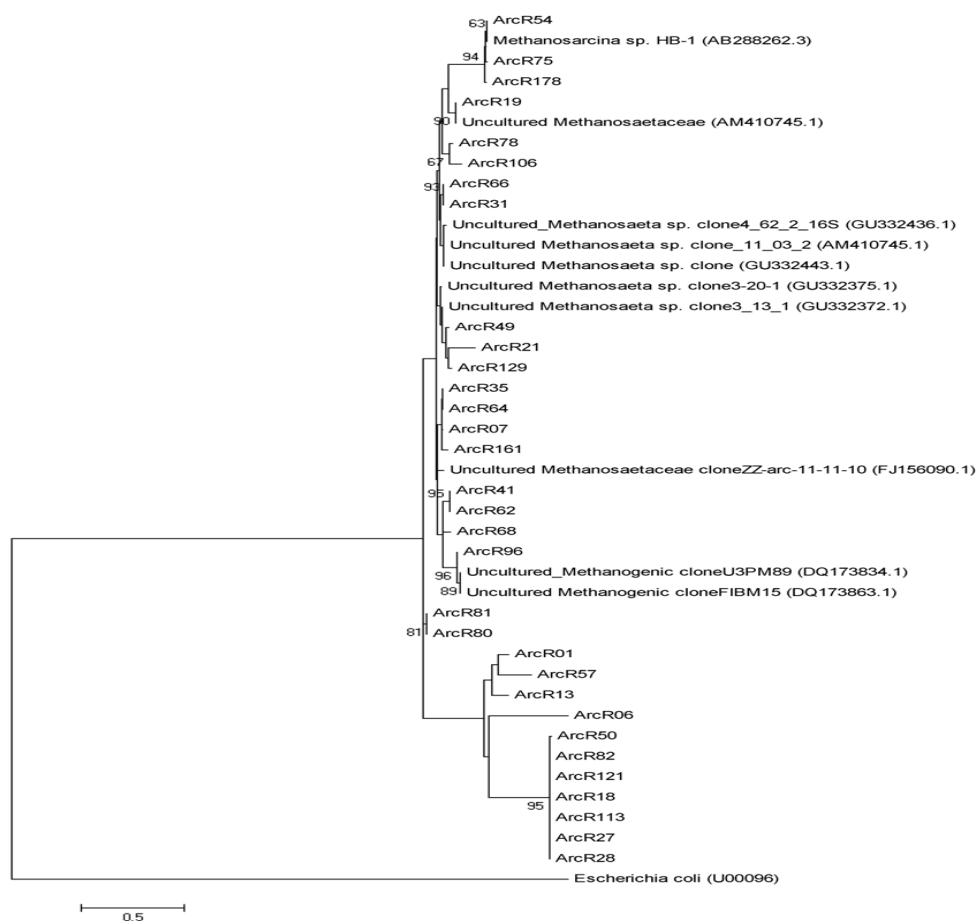 63
ArcR54
Methanosarcina sp. HB-1 (AB288262.3)
94
ArcR75
ArcR178
ArcR19
90
Uncultured Methanosaetaceae (AM410745.1)
ArcR78
67
ArcR106
93
ArcR66
ArcR31
Uncultured_Methanosaeta sp. clone4_62_2_16S (GU332436.1)
Uncultured Methanosaeta sp. clone_11_03_2 (AM410745.1)
Uncultured Methanosaeta sp. clone (GU332443.1)
Uncultured Methanosaeta sp. clone3-20-1 (GU332375.1)
Uncultured Methanosaeta sp. clone3_13_1 (GU332372.1)
ArcR49
ArcR21
ArcR129
ArcR35
ArcR64
ArcR07
ArcR161
Uncultured Methanosaetaceae cloneZZ-arc-11-11-10 (FJ156090.1)
95
ArcR41
ArcR62
ArcR68
ArcR96
96
Uncultured_Methanogenic cloneU3PM89 (DQ173834.1)
89
Uncultured Methanogenic cloneFIBM15 (DQ173863.1)
ArcR81
81
ArcR80
ArcR01
ArcR57
ArcR13
ArcR06
ArcR50
ArcR82
ArcR121
ArcR18
95
ArcR113
ArcR27
ArcR28
Escherichia coli (U00096)
0.5